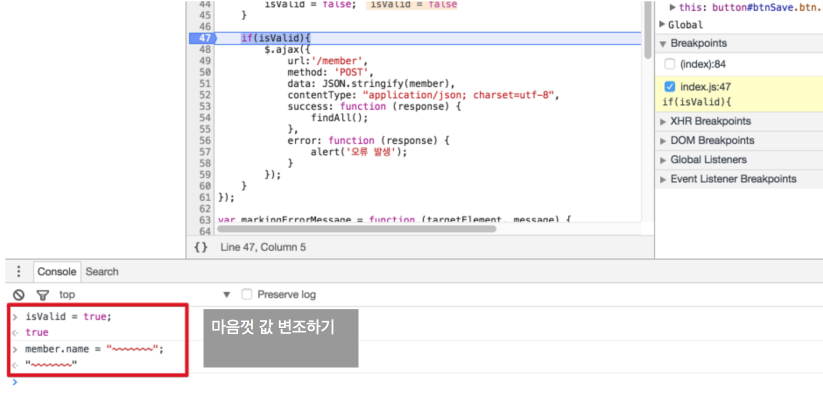 44 isValid = false; isValid = false
45 }
46
47 if(isValid){
48 $.ajax({
49 url:'/member',
50 method: 'POST',
51 data: JSON.stringify(member),
52 contentType: "application/json; charset=utf-8",
53 success: function (response) {
54 findAll();
55 },
56 error: function (response) {
57 alert('오류 발생');
58 }
59 });
60 }
61 });
62
63 var markingErrorMessage = function (targetElement, message) {
64
{} Line 47, Column 5
▶ this: button#btnSave.btn.
▶ Global
▼ Breakpoints
(index):84
index.js:47
if(isValid){
▶ XHR Breakpoints
▶ DOM Breakpoints
▶ Global Listeners
▶ Event Listener Breakpoints
Console Search
top ▼ Preserve log
> isValid = true;
< true
> member.name = "~~~~~~~";
< "~~~~~~~"
>
마음껏 값 변조하기